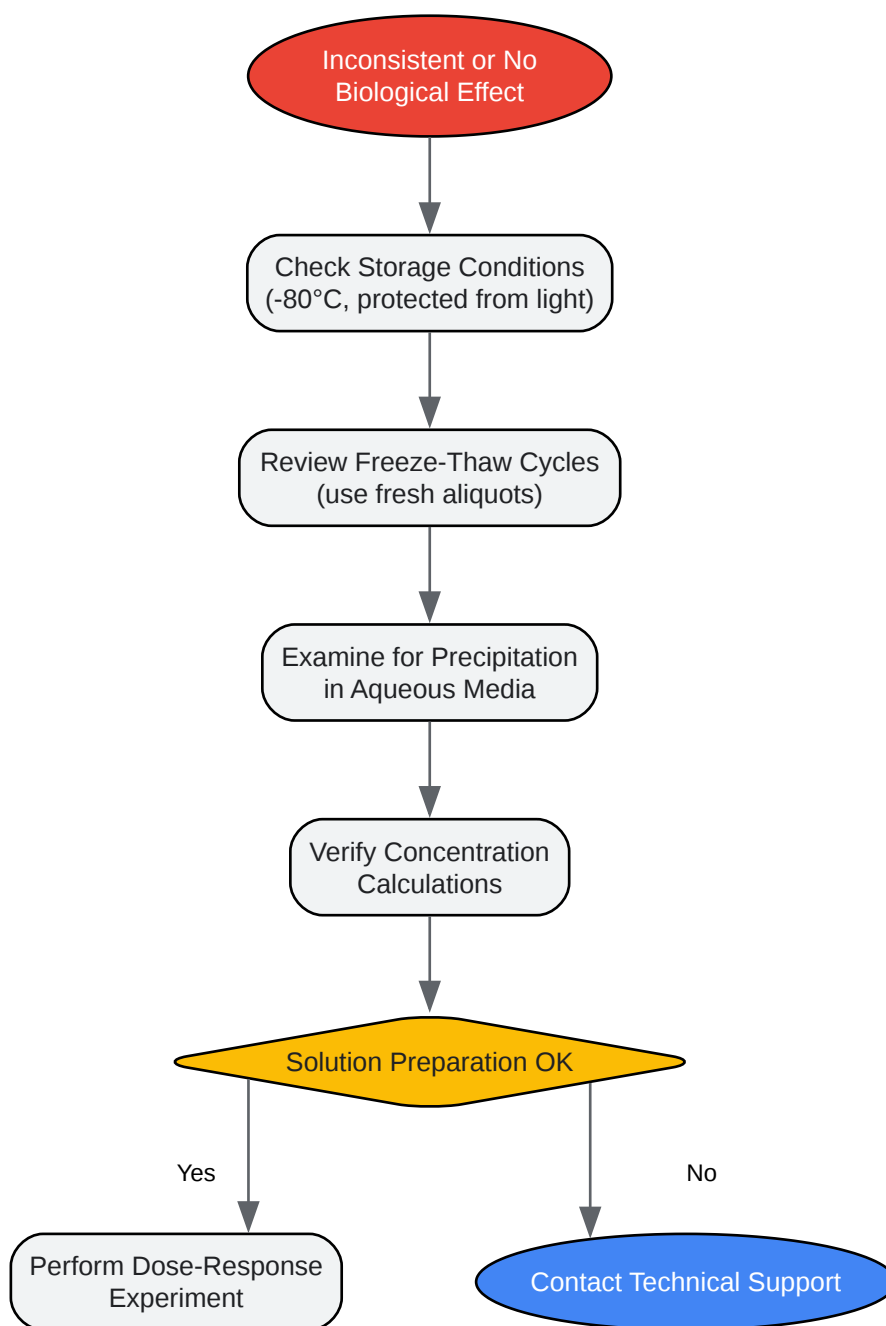 Inconsistent or No
Biological Effect
Check Storage Conditions
(-80°C, protected from light)
Review Freeze-Thaw Cycles
(use fresh aliquots)
Examine for Precipitation
in Aqueous Media
Verify Concentration
Calculations
Solution Preparation OK
Yes
No
Perform Dose-Response
Experiment
Contact Technical Support